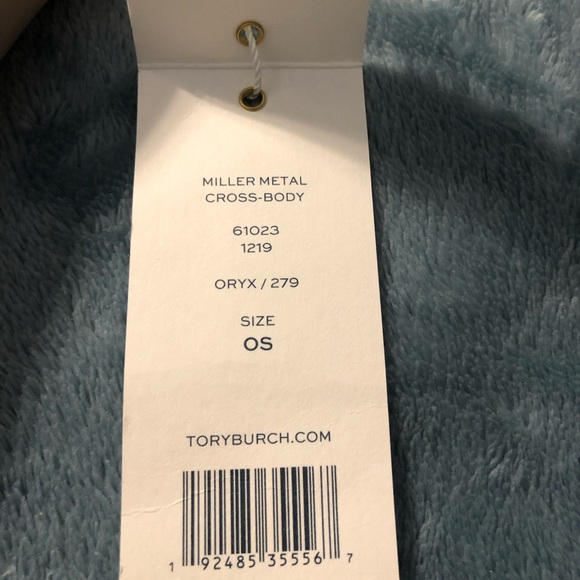 MILLER METAL
CROSS-BODY
61023
1219
ORYX / 279
SIZE
OS
TORYBURCH.COM
1 92485 35556 7